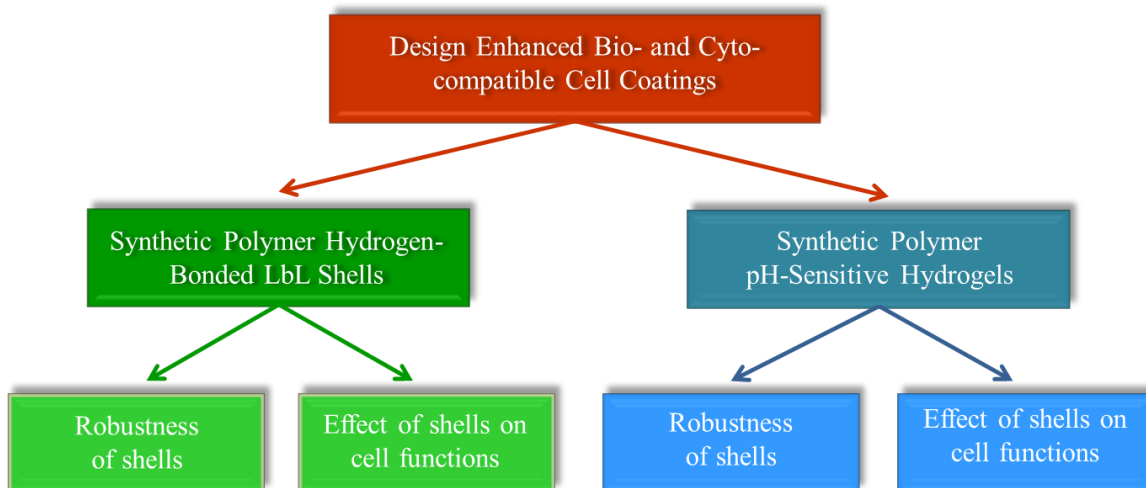 Design Enhanced Bio- and Cyto-
compatible Cell Coatings
Synthetic Polymer Hydrogen-
Bonded LbL Shells
Synthetic Polymer
pH-Sensitive Hydrogels
Robustness
of shells
Effect of shells on
cell functions
Robustness
of shells
Effect of shells on
cell functions